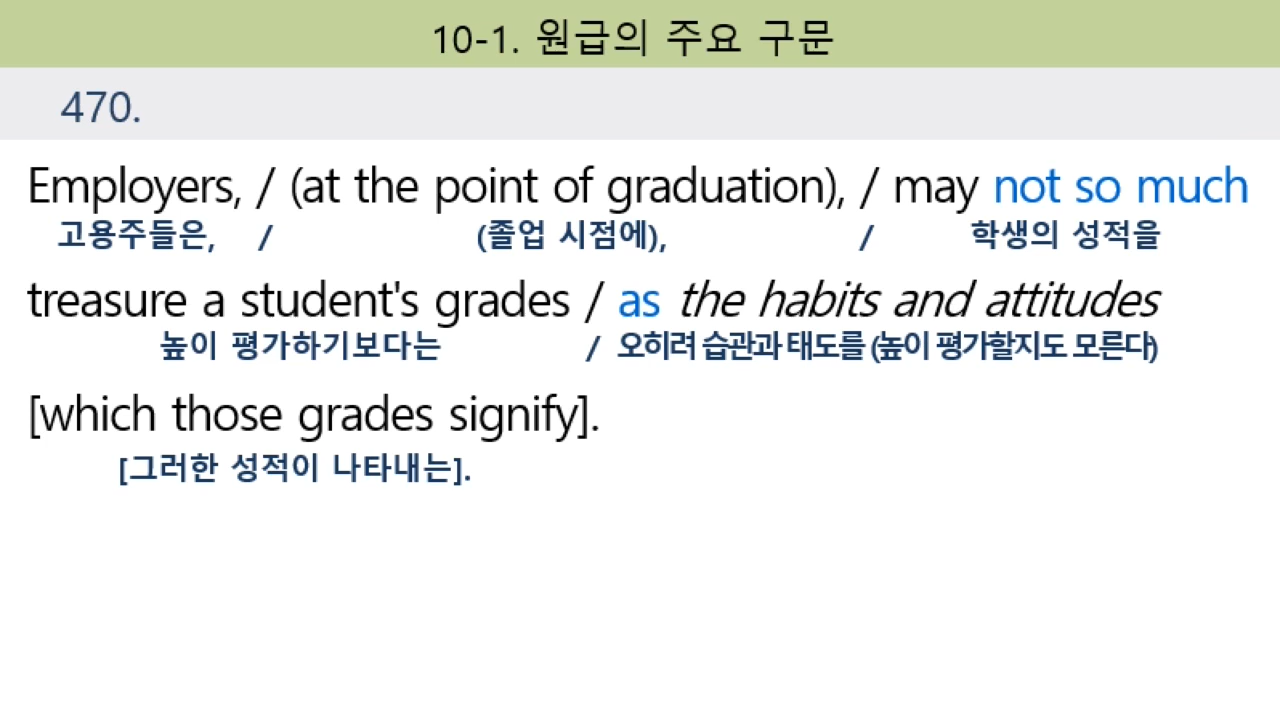 10-1. 원급의 주요 구문
470.
Employers, / (at the point of graduation), / may not so much
고용주들은, / (졸업 시점에), / 학생의 성적을
treasure a student's grades / as the habits and attitudes
높이 평가하기보다는 / 오히려 습관과 태도를 (높이 평가할지도 모른다)
[which those grades signify].
[그러한 성적이 나타내는].